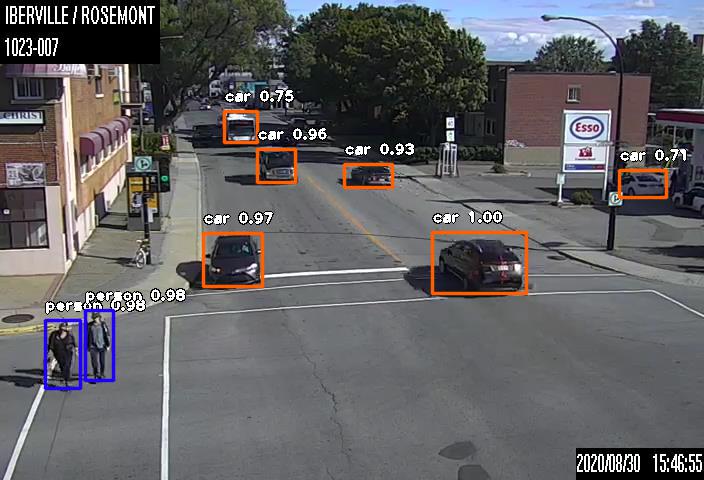 IBERVILLE / ROSEMONT
1023-007
CHRIST
car 0.75
car 0.96
car 0.93
Esso
car 0.71
car 0.97
car 1.00
person 0.98
person 0.98
2020/08/30 15:46:55